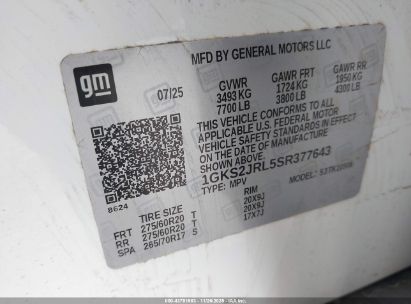 MFD BY GENERAL MOTORS LLC
gm
07/25
GVWR GAWR FRT GAWR RR
3493 KG 1724 KG 1950 KG
7700 LB 3800 LB 4300 LB
THIS VEHICLE CONFORMS TO ALL APPLICABLE
U.S. FEDERAL MOTOR VEHICLE
SAFETY STANDARDS IN EFFECT ON
THE DATE OF MANUFACTURE
SHOWN ABOVE
1GKS2JRL5SR377643
TYPE: MPV MODEL:
8624
TIRE SIZE RIM
FRT 275/60R20 T 20X9J
RR 275/60R20 T 20X9J
SPA 265/70R17 S 17X7J